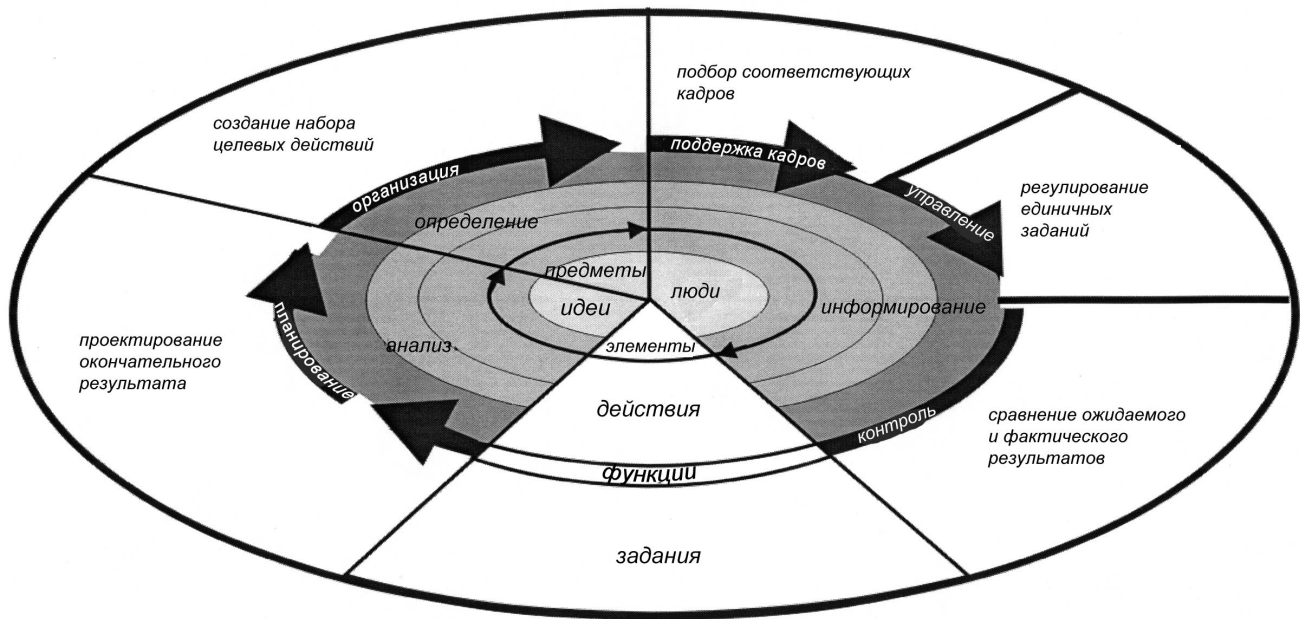 подбор соответствующих
кадров
создание набора
целевых действий
организация
поддержка кадров
управление
регулирование
единичных
заданий
определение
предметы
люди
идеи
информирование
элементы
анализ
планирование
проектирование
окончательного
результата
действия
контроль
сравнение ожидаемого
и фактического
результатов
функции
задания